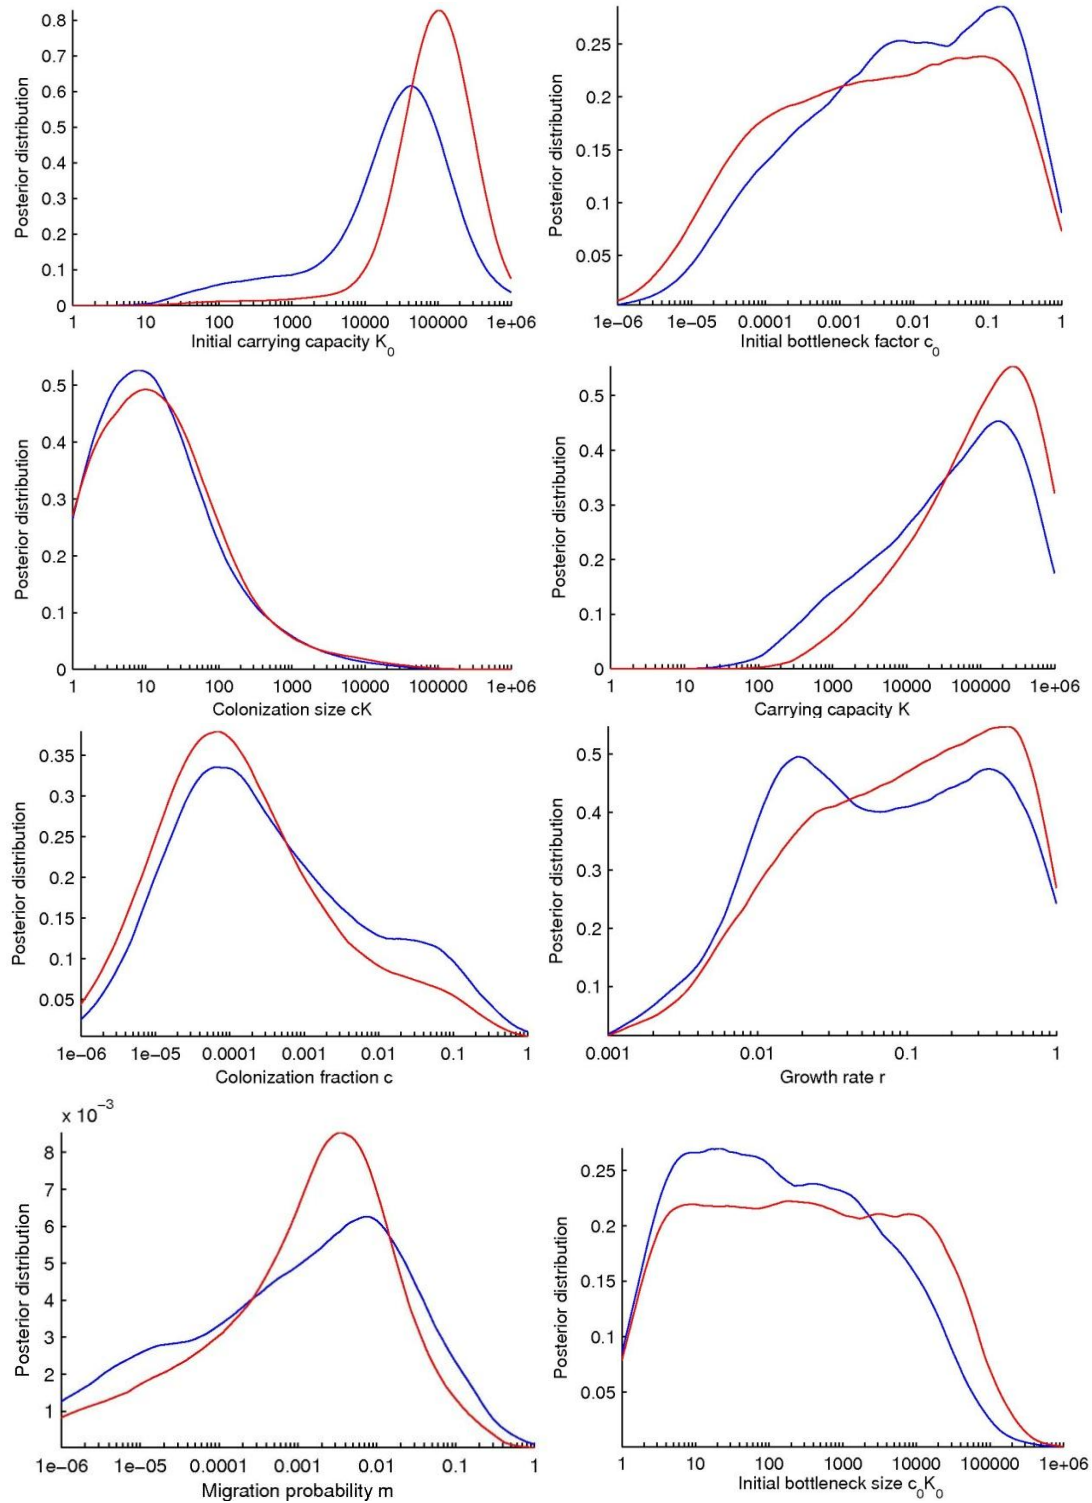 0.8
0.7
0.6
0.5
0.4
0.3
0.2
0.1
0
Posterior distribution
1 10 100 1000 10000 100000 1e+06
Initial carrying capacity K0
0.25
0.2
0.15
0.1
0.05
Posterior distribution
1e−06 1e−05 0.0001 0.001 0.01 0.1 1
Initial bottleneck factor c0
0.5
0.4
0.3
0.2
0.1
0
Posterior distribution
1 10 100 1000 10000 100000 1e+06
Colonization size cK
0.5
0.4
0.3
0.2
0.1
0
Posterior distribution
1 10 100 1000 10000 100000 1e+06
Carrying capacity K
0.35
0.3
0.25
0.2
0.15
0.1
0.05
Posterior distribution
1e−06 1e−05 0.0001 0.001 0.01 0.1 1
Colonization fraction c
0.5
0.4
0.3
0.2
0.1
Posterior distribution
0.001 0.01 0.1 1
Growth rate r
x 10−3
8
7
6
5
4
3
2
1
Posterior distribution
1e−06 1e−05 0.0001 0.001 0.01 0.1 1
Migration probability m
0.25
0.2
0.15
0.1
0.05
Posterior distribution
1 10 100 1000 10000 100000 1e+06
Initial bottleneck size c0K0